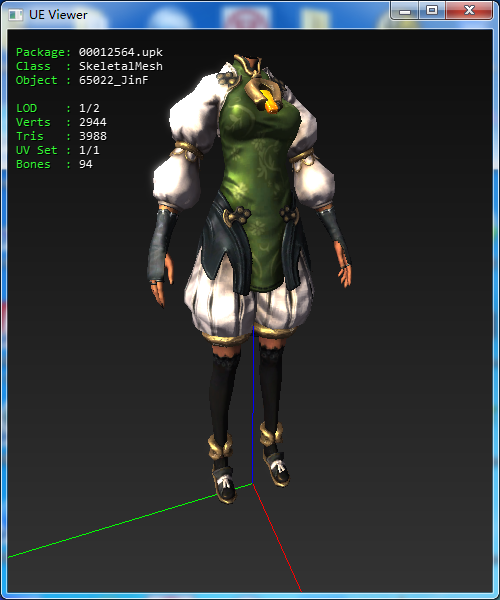 UE Viewer
Package: 00012564.upk
Class : SkeletalMesh
Object : 65022_JinF
LOD : 1/2
Verts : 2944
Tris : 3988
UV Set : 1/1
Bones : 94